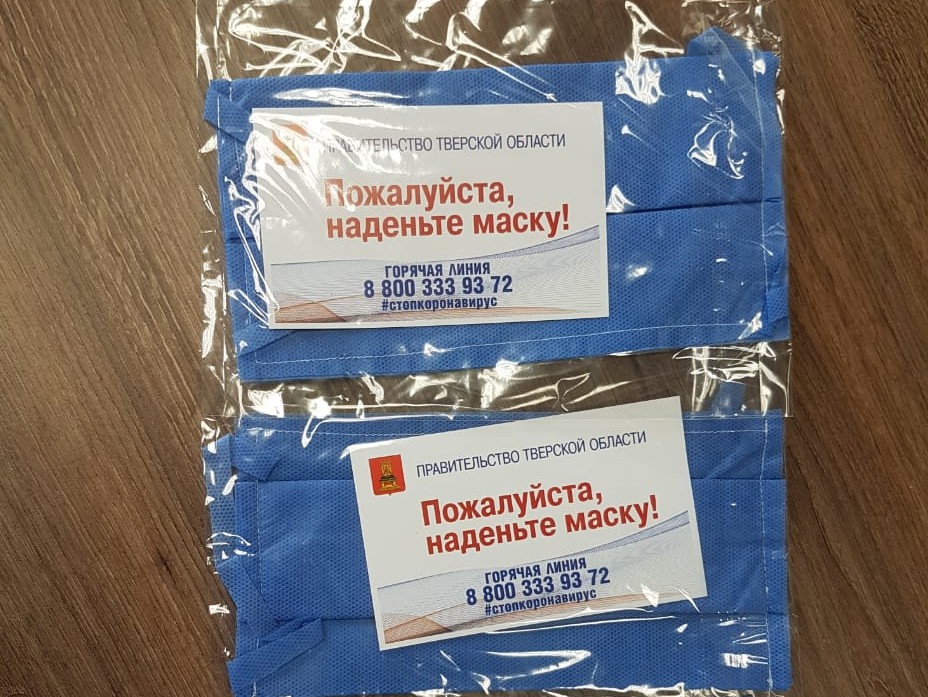 ПРАВИТЕЛЬСТВО ТВЕРСКОЙ ОБЛАСТИ
Пожалуйста,
наденьте маску!
ГОРЯЧАЯ ЛИНИЯ
8 800 333 93 72
#стопкоронавирус
ПРАВИТЕЛЬСТВО ТВЕРСКОЙ ОБЛАСТИ
Пожалуйста,
наденьте маску!
ГОРЯЧАЯ ЛИНИЯ
8 800 333 93 72
#стопкоронавирус